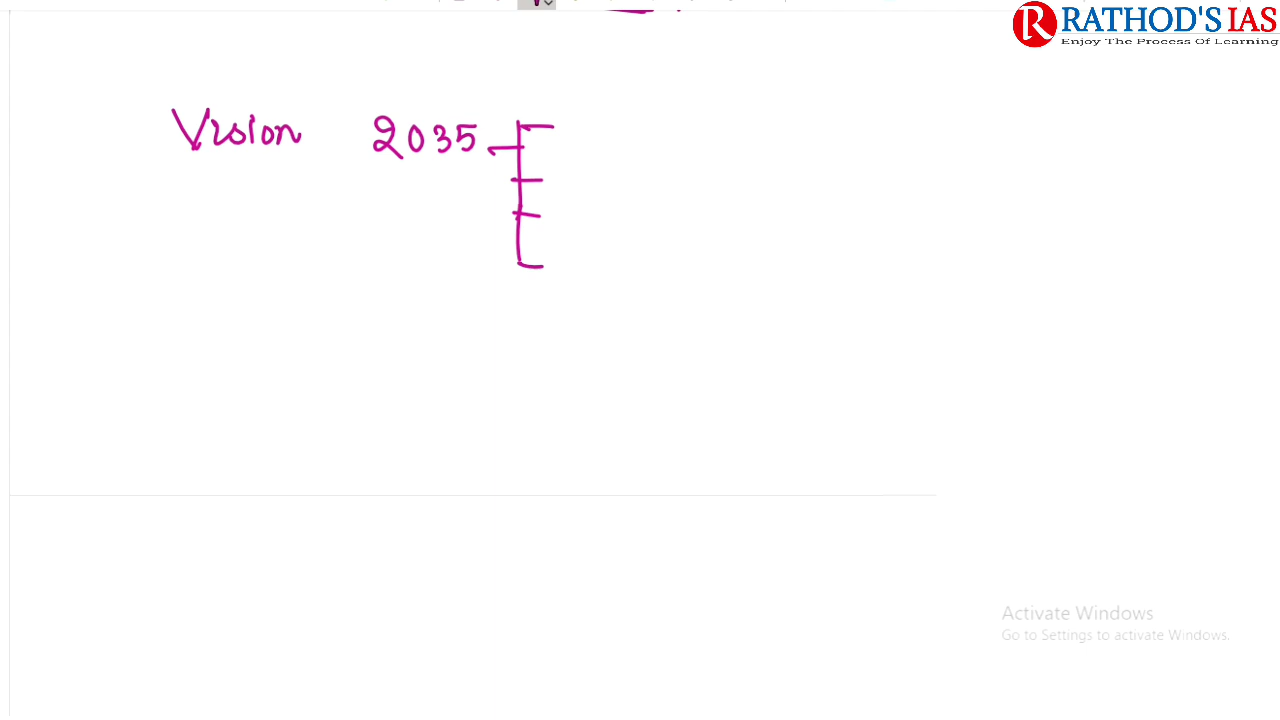 RATHOD'S IAS
Enjoy The Process Of Learning
Vision 2035
Activate Windows
Go to Settings to activate Windows.